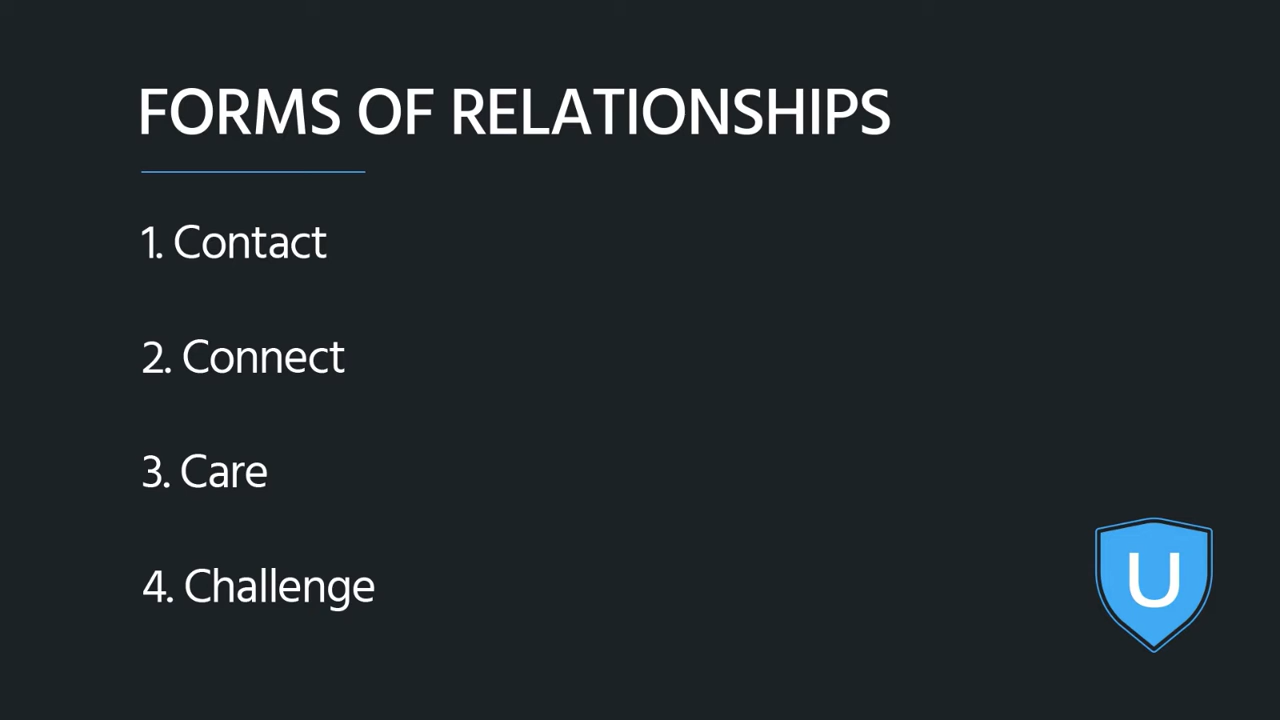 FORMS OF RELATIONSHIPS
1. Contact
2. Connect
3. Care
4. Challenge
U